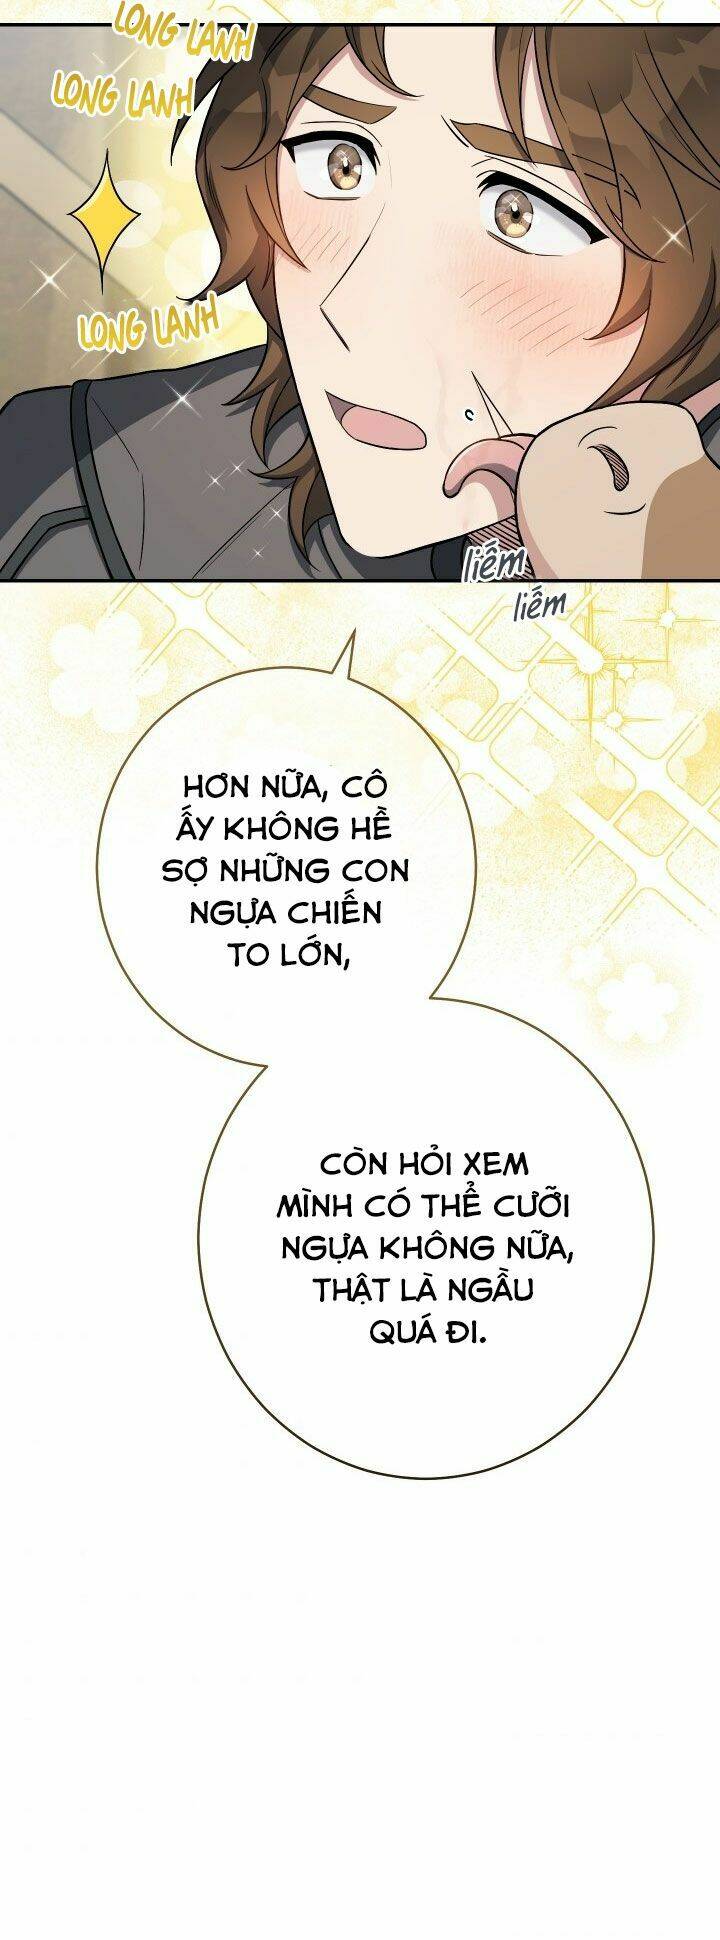 LONG LANH
LONG LANH
LONG LANH
liếm
liếm
HƠN NỮA, CÔ
ẤY KHÔNG HỀ
SỢ NHỮNG CON
NGỰA CHIẾN
TO LỚN,
CÒN HỎI XEM
MÌNH CÓ THỂ CƯỠI
NGỰA KHÔNG NỮA,
THẬT LÀ NGẦU
QUÁ ĐI.